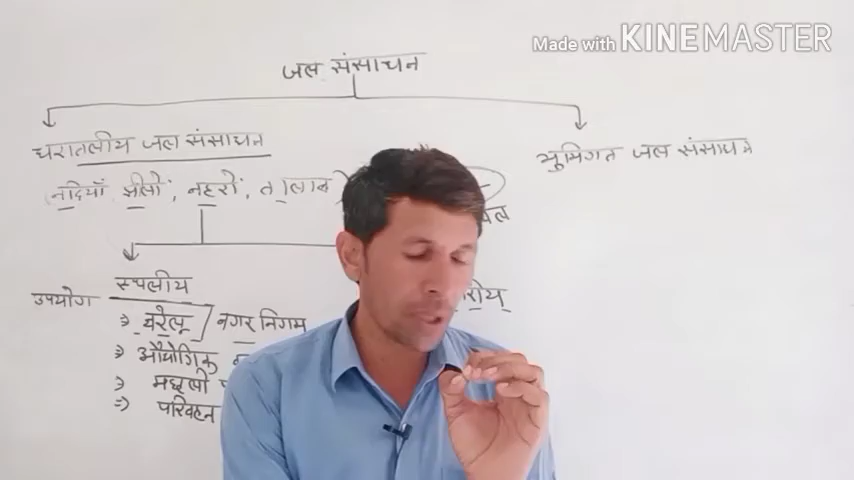 Made with KINEMASTER
जल संसाधन
धरातलीय जल संसाधन
भूमिगत जल संसाधन
(नदियाँ झीलों, नहरों, तालाब
स्थलीय
उपयोग
⇒ घरेलू / नगर निगम
⇒ औद्योगिक
⇒ मछली
⇒ परिवहन